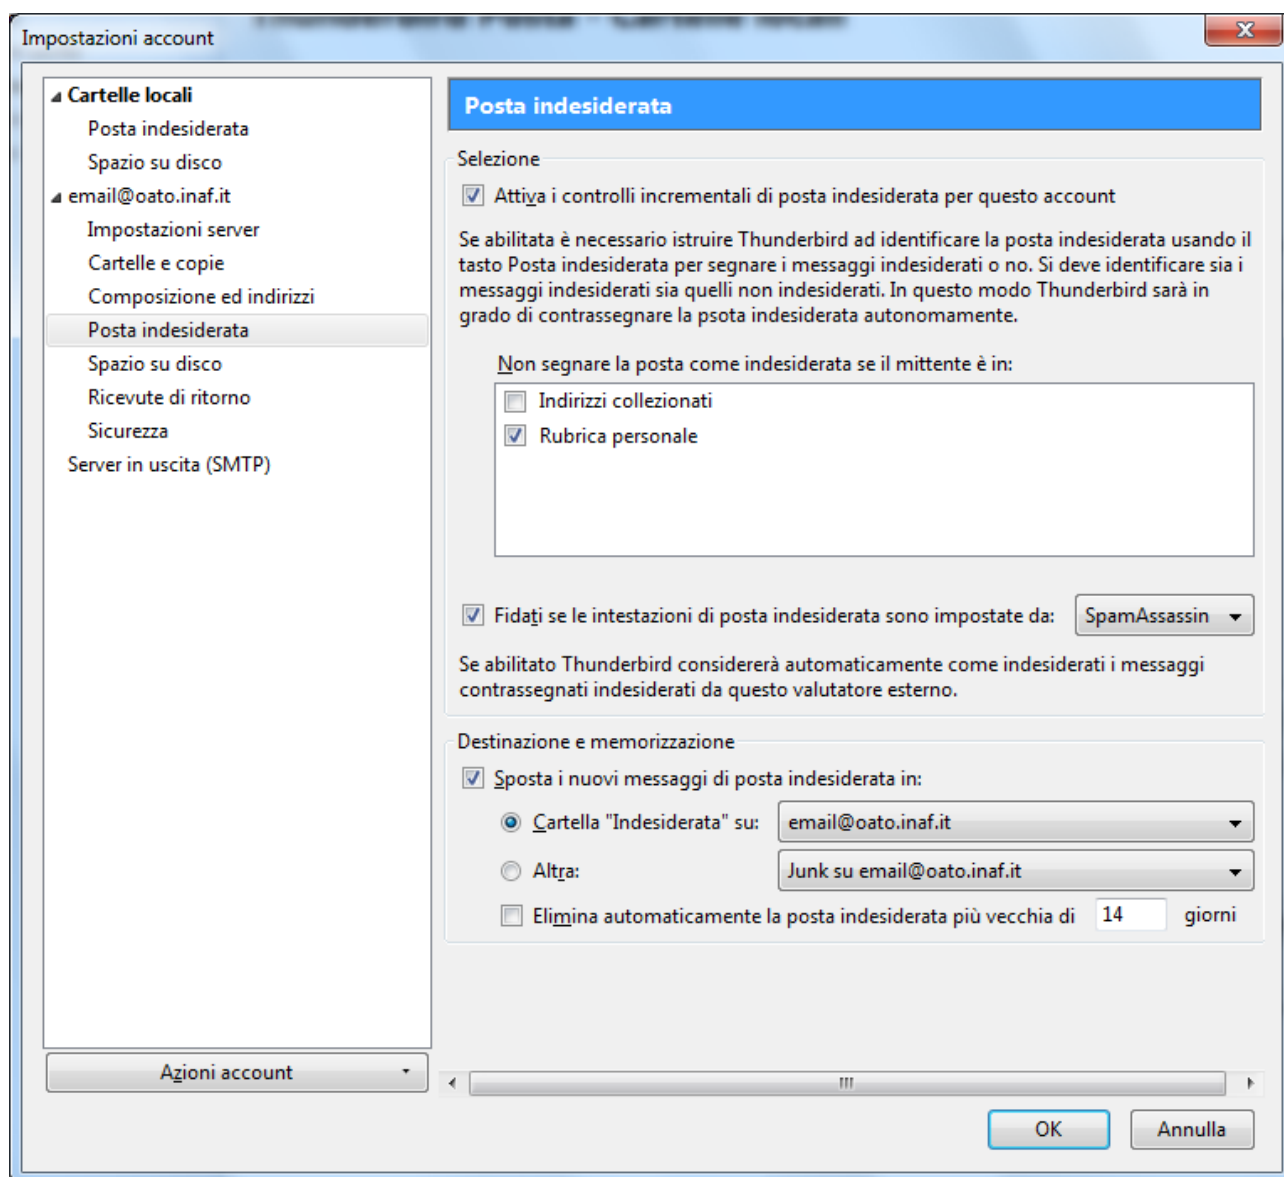 Thunderbird Posta - Cartelle locali
Impostazioni account
Cartelle locali
Posta indesiderata
Spazio su disco
email@oato.inaf.it
Impostazioni server
Cartelle e copie
Composizione ed indirizzi
Posta indesiderata
Spazio su disco
Ricevute di ritorno
Sicurezza
Server in uscita (SMTP)
Azioni account
Posta indesiderata
Selezione
Attiva i controlli incrementali di posta indesiderata per questo account
Se abilitata è necessario istruire Thunderbird ad identificare la posta indesiderata usando il
tasto Posta indesiderata per segnare i messaggi indesiderati o no. Si deve identificare sia i
messaggi indesiderati sia quelli non indesiderati. In questo modo Thunderbird sarà in
grado di contrassegnare la psota indesiderata autonomamente.
Non segnare la posta come indesiderata se il mittente è in:
Indirizzi collezionati
Rubrica personale
Fidati se le intestazioni di posta indesiderata sono impostate da: SpamAssassin
Se abilitato Thunderbird considererà automaticamente come indesiderati i messaggi
contrassegnati indesiderati da questo valutatore esterno.
Destinazione e memorizzazione
Sposta i nuovi messaggi di posta indesiderata in:
Cartella "Indesiderata" su: email@oato.inaf.it
Altra: Junk su email@oato.inaf.it
Elimina automaticamente la posta indesiderata più vecchia di 14 giorni
OK Annulla